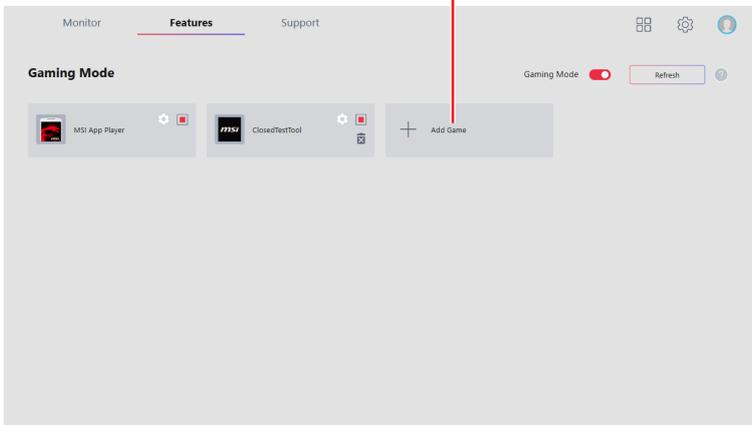 Monitor
Features
Support
Gaming Mode
Gaming Mode
Refresh
?
MSI App Player
msi
ClosedTestTool
Add Game